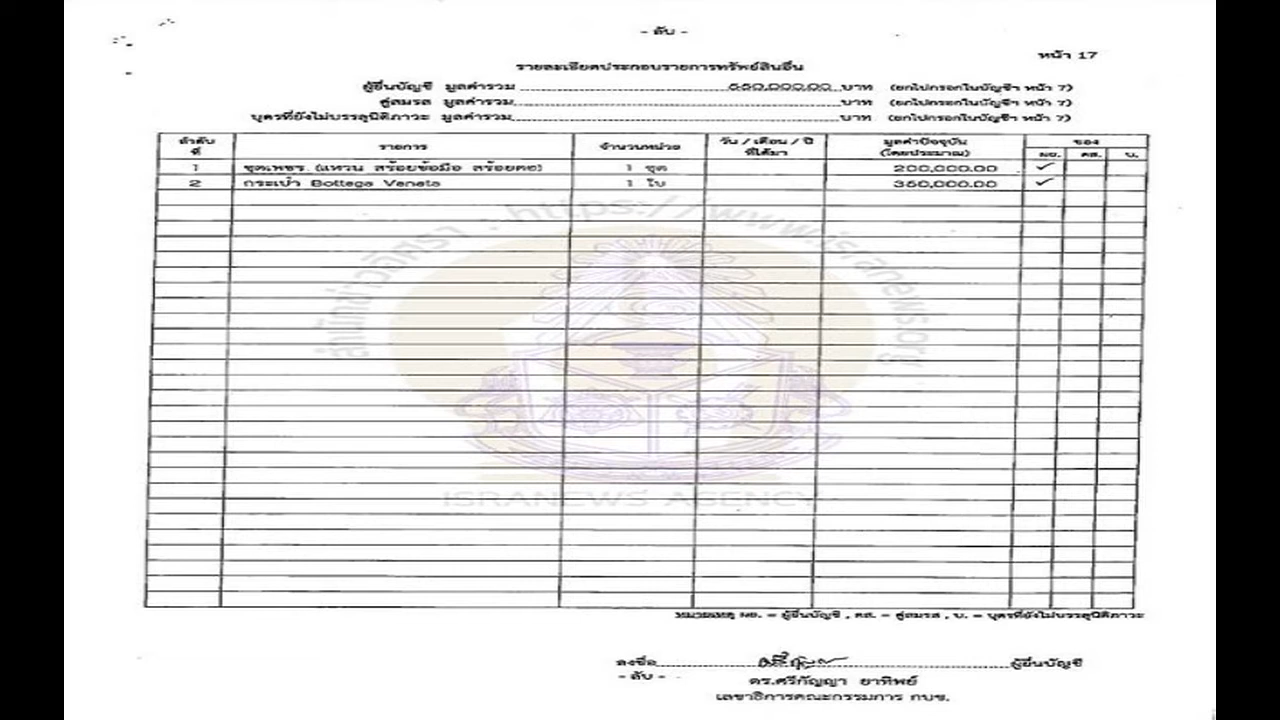 - ลับ -
หน้า 17
รายละเอียดประกอบรายการทรัพย์สินอื่น
ผู้ยื่นบัญชี มูลค่ารวม 550,000.00 บาท (ยกไปกรอกในบัญชีฯ หน้า 7)
คู่สมรส มูลค่ารวม บาท (ยกไปกรอกในบัญชีฯ หน้า 7)
บุตรที่ยังไม่บรรลุนิติภาวะ มูลค่ารวม บาท (ยกไปกรอกในบัญชีฯ หน้า 7)
ลำดับที่ รายการ จำนวนหน่วย วัน / เดือน / ปี ที่ได้มา มูลค่าปัจจุบัน (โดยประมาณ) ของ
ผย. คส. บ.
1 ชุดเพชร (แหวน สร้อยข้อมือ สร้อยคอ) 1 ชุด 200,000.00 ✓
2 กระเป๋า Bottega Veneta 1 ใบ 350,000.00 ✓
สำนักข่าวอิศรา : https://www.isranews.org
ISRANEWS AGENCY
หมายเหตุ ผย. = ผู้ยื่นบัญชี , คส. = คู่สมรส , บ. = บุตรที่ยังไม่บรรลุนิติภาวะ
ลงชื่อ ผู้ยื่นบัญชี
- ลับ -
ดร.ศรีกัญญา ยาทิพย์
เลขาธิการคณะกรรมการ กบข.